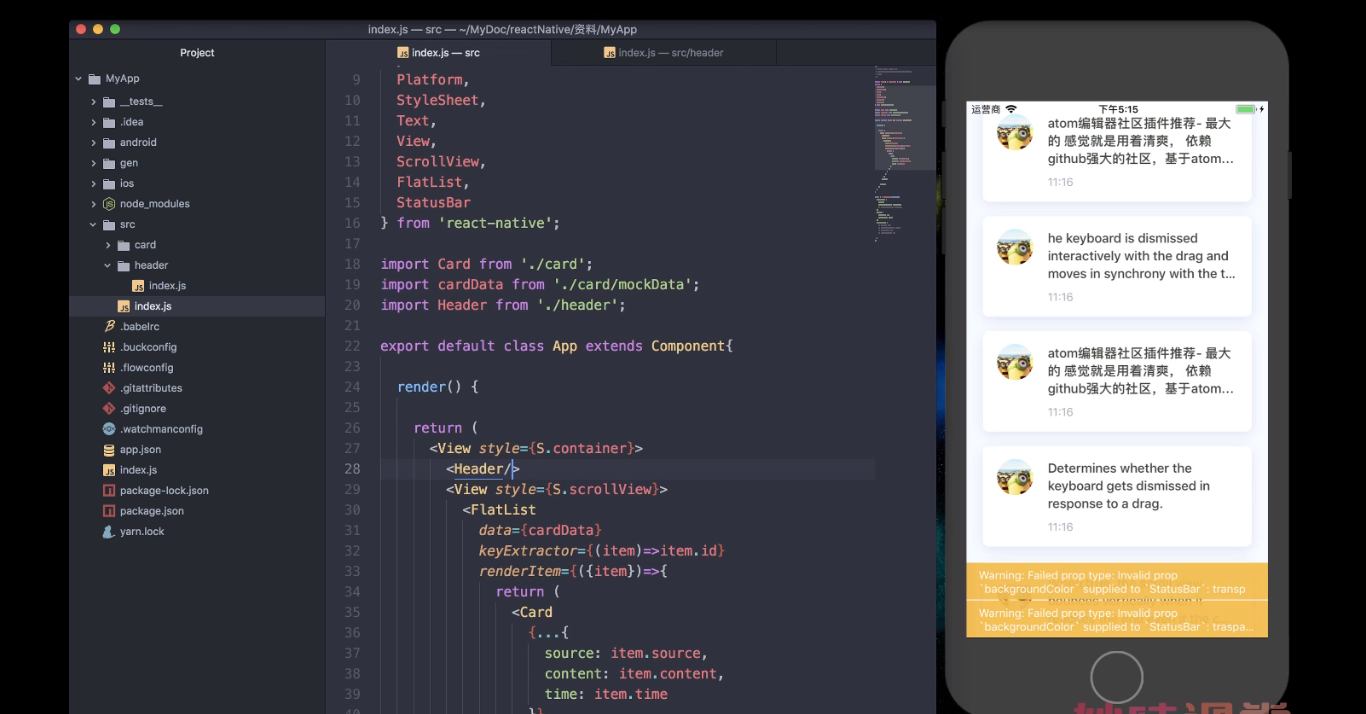 index.js — src — ~/MyDoc/reactNative/资料/MyApp
Project
index.js — src
index.js — src/header
MyApp
__tests__
.idea
android
gen
ios
node_modules
src
card
header
index.js
index.js
.babelrc
.buckconfig
.flowconfig
.gitattributes
.gitignore
.watchmanconfig
app.json
index.js
package-lock.json
package.json
yarn.lock
9 Platform,
10 StyleSheet,
11 Text,
12 View,
13 ScrollView,
14 FlatList,
15 StatusBar
16 } from 'react-native';
17
18 import Card from './card';
19 import cardData from './card/mockData';
20 import Header from './header';
21
22 export default class App extends Component{
23
24 render() {
25
26 return (
27 <View style={S.container}>
28 <Header/>
29 <View style={S.scrollView}>
30 <FlatList
31 data={cardData}
32 keyExtractor={(item)=>item.id}
33 renderItem={({item})=>{
34 return (
35 <Card
36 {...{
37 source: item.source,
38 content: item.content,
39 time: item.time
40 }}
运营商 下午5:15
atom编辑器社区插件推荐- 最大
的 感觉就是用着清爽， 依赖
github强大的社区，基于atom...
11:16
he keyboard is dismissed
interactively with the drag and
moves in synchrony with the t...
11:16
atom编辑器社区插件推荐- 最大
的 感觉就是用着清爽， 依赖
github强大的社区，基于atom...
11:16
Determines whether the
keyboard gets dismissed in
response to a drag.
11:16
Warning: Failed prop type: Invalid prop
`backgroundColor` supplied to `StatusBar`: transp
Warning: Failed prop type: Invalid prop
`backgroundColor` supplied to `StatusBar`: traspa...